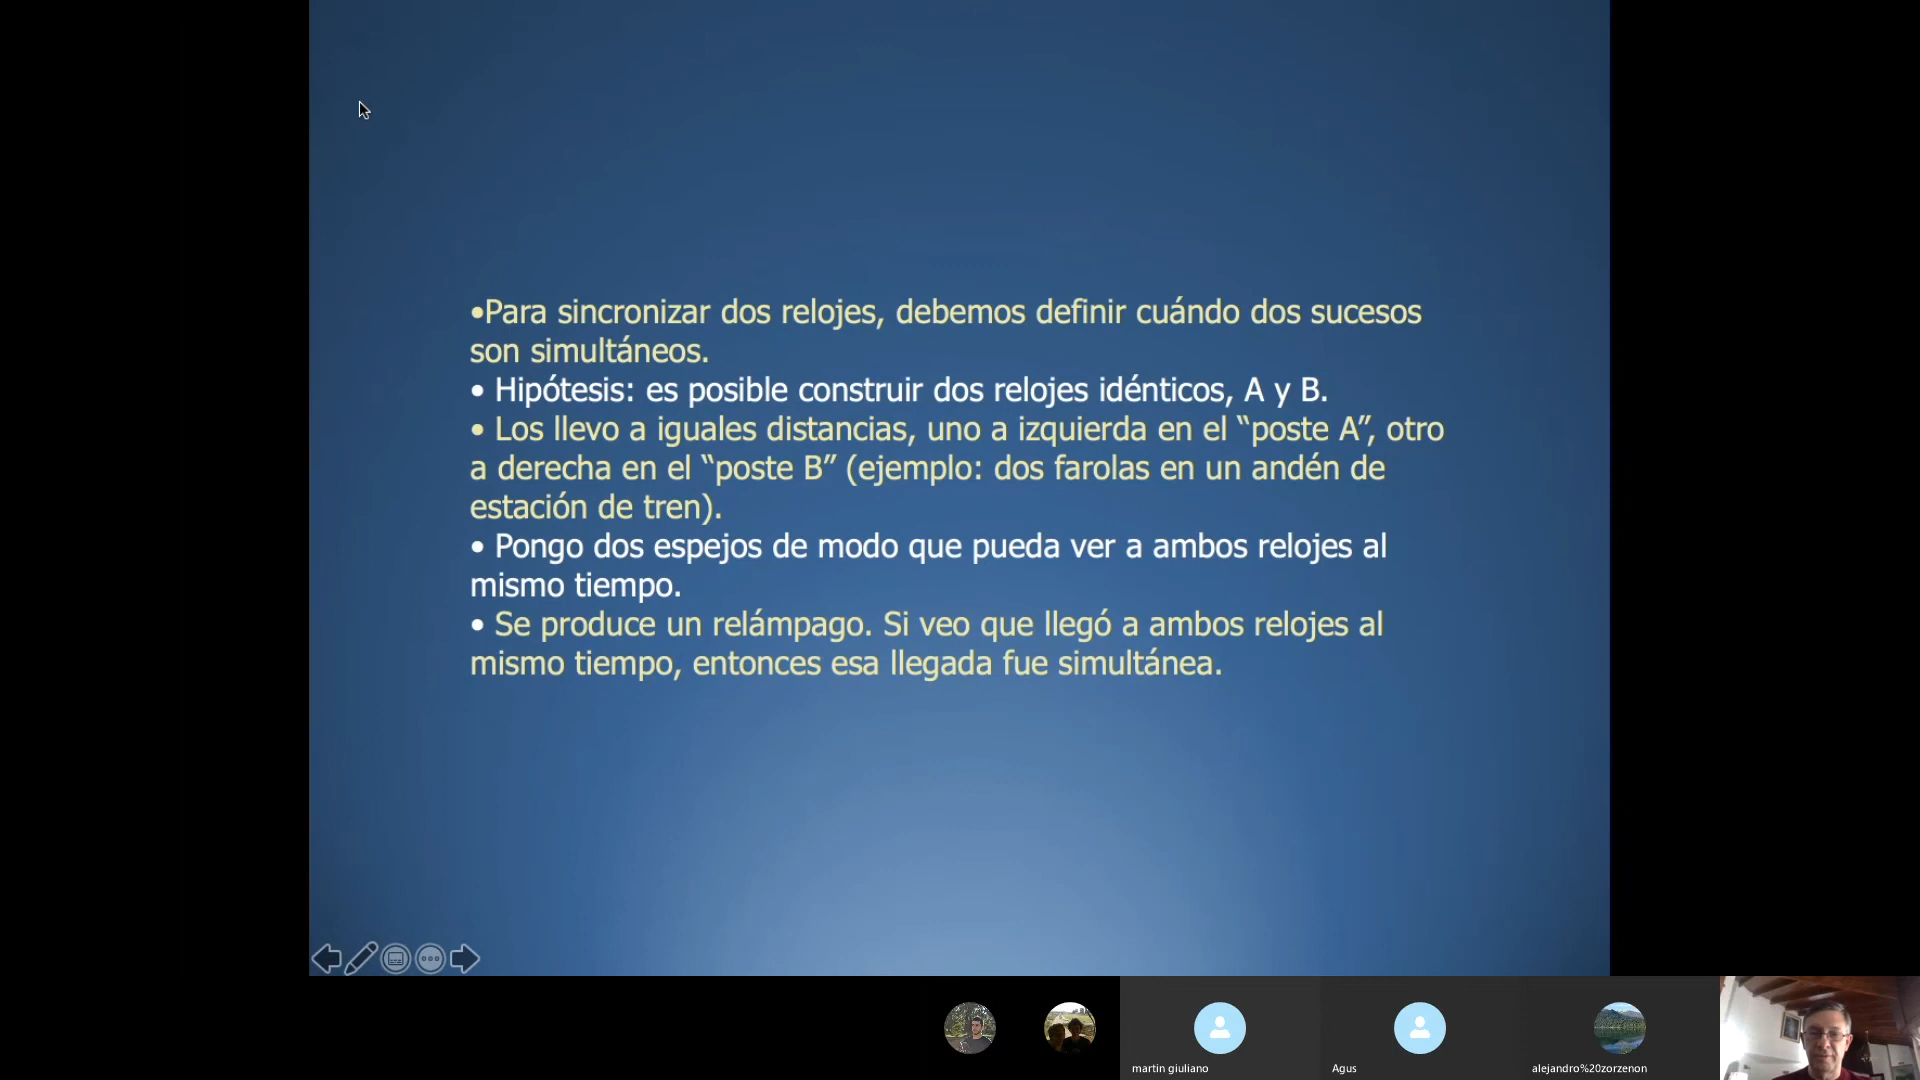 •Para sincronizar dos relojes, debemos definir cuándo dos sucesos
son simultáneos.
• Hipótesis: es posible construir dos relojes idénticos, A y B.
• Los llevo a iguales distancias, uno a izquierda en el “poste A”, otro
a derecha en el “poste B” (ejemplo: dos farolas en un andén de
estación de tren).
• Pongo dos espejos de modo que pueda ver a ambos relojes al
mismo tiempo.
• Se produce un relámpago. Si veo que llegó a ambos relojes al
mismo tiempo, entonces esa llegada fue simultánea.
martin giuliano
Agus
alejandro%20zorzenon